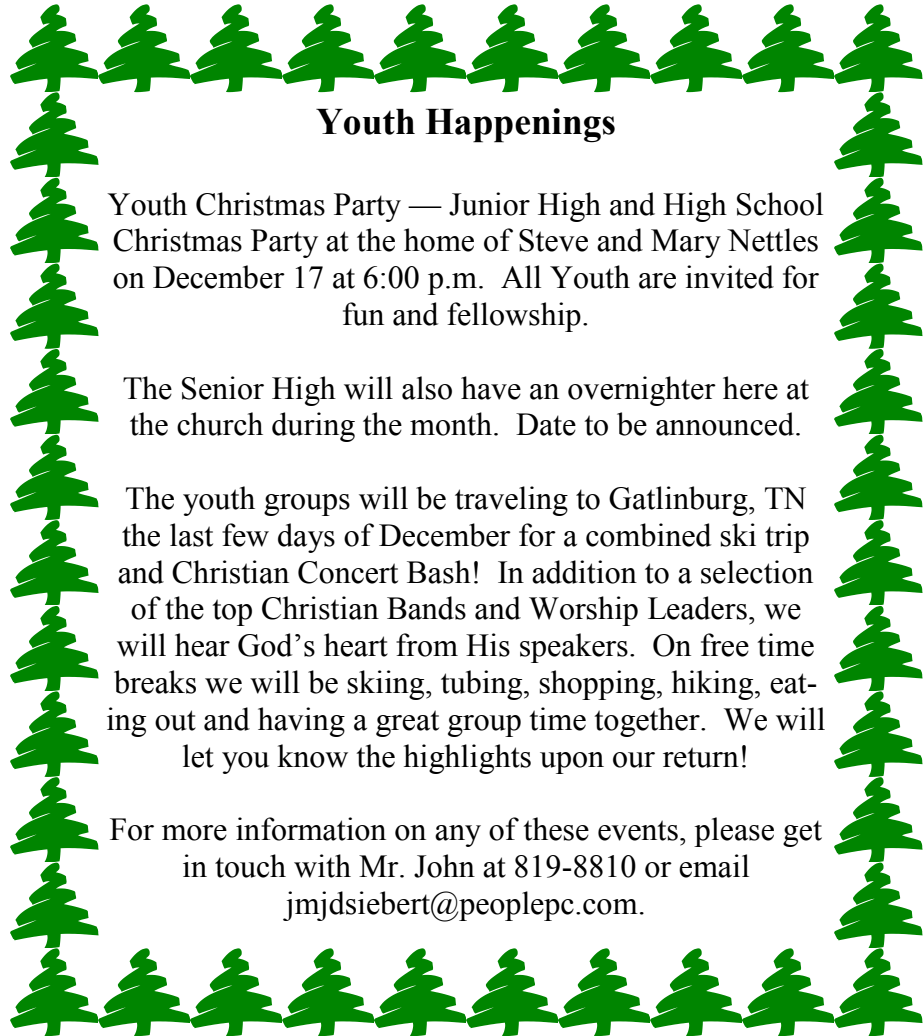 Youth Happenings
Youth Christmas Party — Junior High and High School
Christmas Party at the home of Steve and Mary Nettles
on December 17 at 6:00 p.m.  All Youth are invited for
fun and fellowship.
The Senior High will also have an overnighter here at
the church during the month.  Date to be announced.
The youth groups will be traveling to Gatlinburg, TN
the last few days of December for a combined ski trip
and Christian Concert Bash!  In addition to a selection
of the top Christian Bands and Worship Leaders, we
will hear God’s heart from His speakers.  On free time
breaks we will be skiing, tubing, shopping, hiking, eat-
ing out and having a great group time together.  We will
let you know the highlights upon our return!
For more information on any of these events, please get
in touch with Mr. John at 819-8810 or email
jmjdsiebert@peoplepc.com.